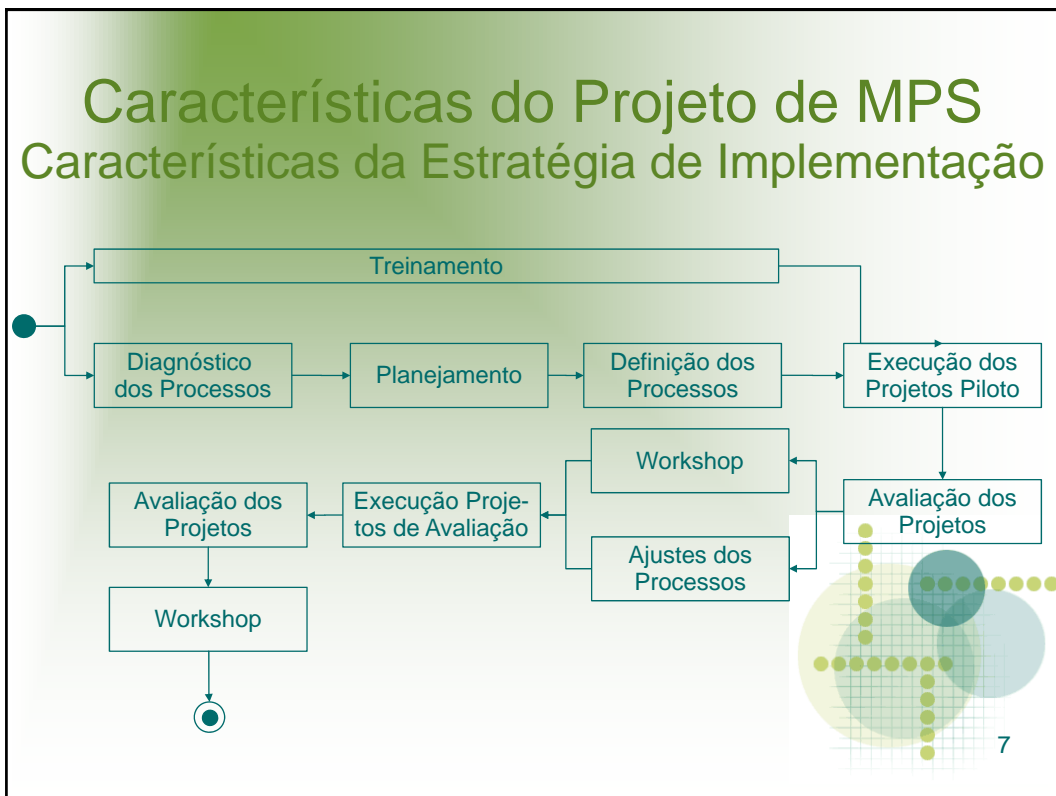 Características do Projeto de MPS
Características da Estratégia de Implementação
Treinamento
Diagnóstico
dos Processos
Planejamento
Definição dos
Processos
Execução dos
Projetos Piloto
Workshop
Avaliação dos
Projetos
Execução Proje-
tos de Avaliação
Avaliação dos
Projetos
Ajustes dos
Processos
Workshop
7